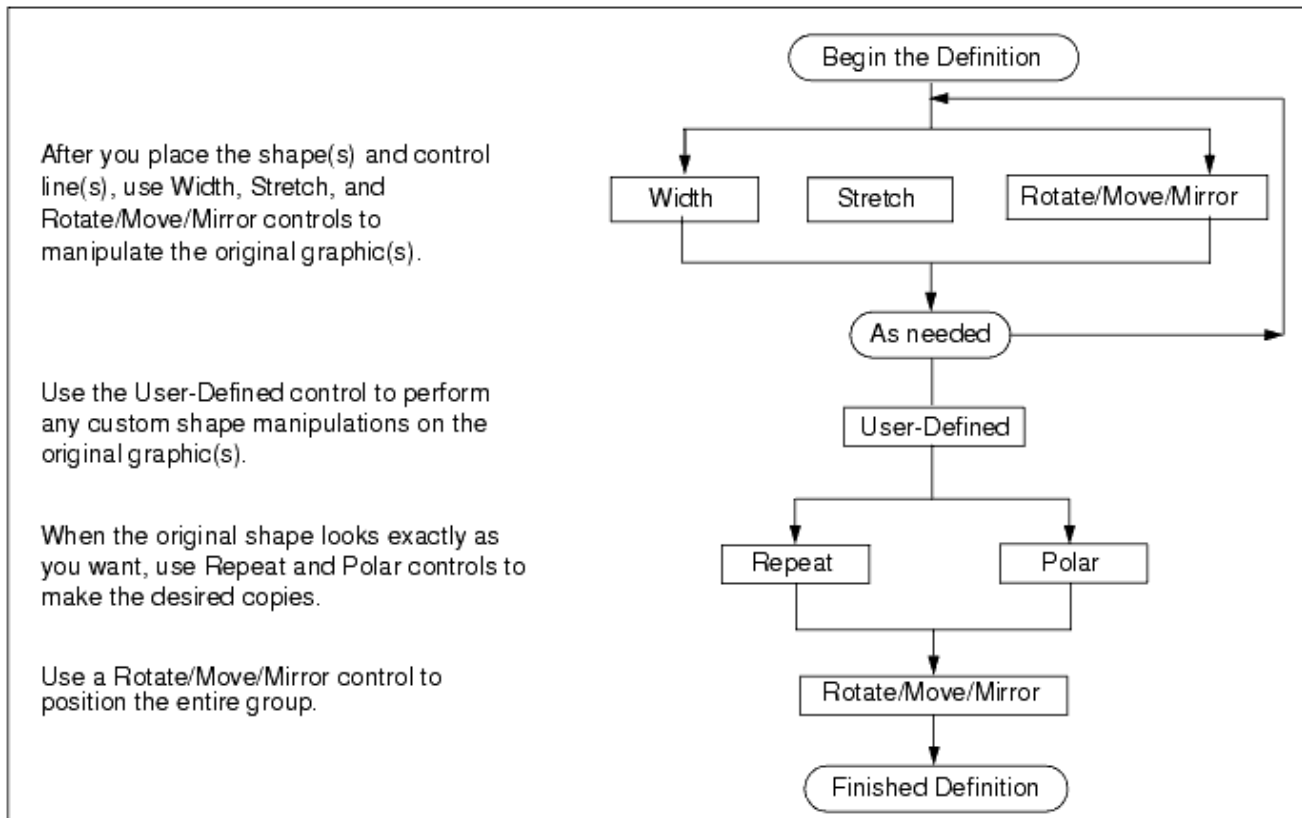 Begin the Definition
After you place the shape(s) and control
line(s), use Width, Stretch, and
Rotate/Move/Mirror controls to
manipulate the original graphic(s).
Width
Stretch
Rotate/Move/Mirror
As needed
Use the User-Defined control to perform
any custom shape manipulations on the
original graphic(s).
User-Defined
When the original shape looks exactly as
you want, use Repeat and Polar controls to
make the desired copies.
Repeat
Polar
Use a Rotate/Move/Mirror control to
position the entire group.
Rotate/Move/Mirror
Finished Definition